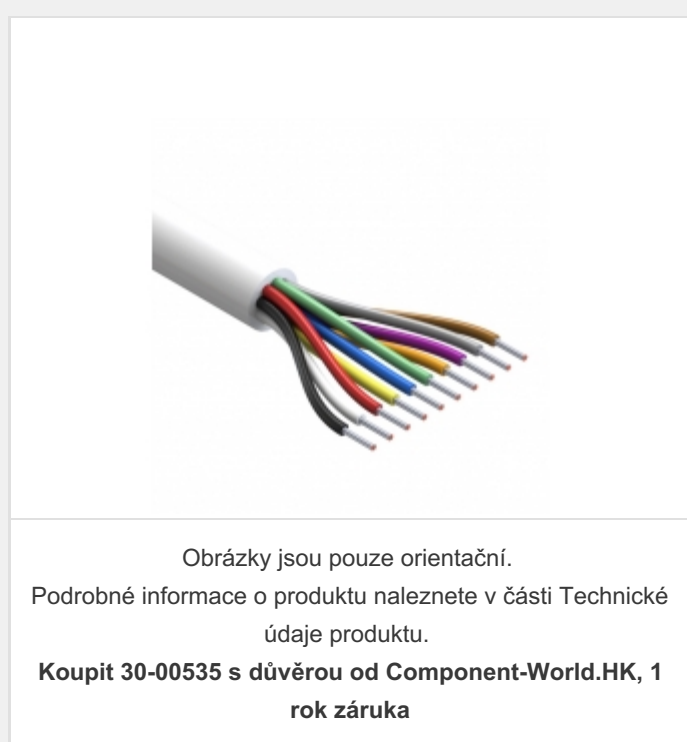 Obrázky jsou pouze orientační.
Podrobné informace o produktu naleznete v části Technické
údaje produktu.
Koupit 30-00535 s důvěrou od Component-World.HK, 1
rok záruka